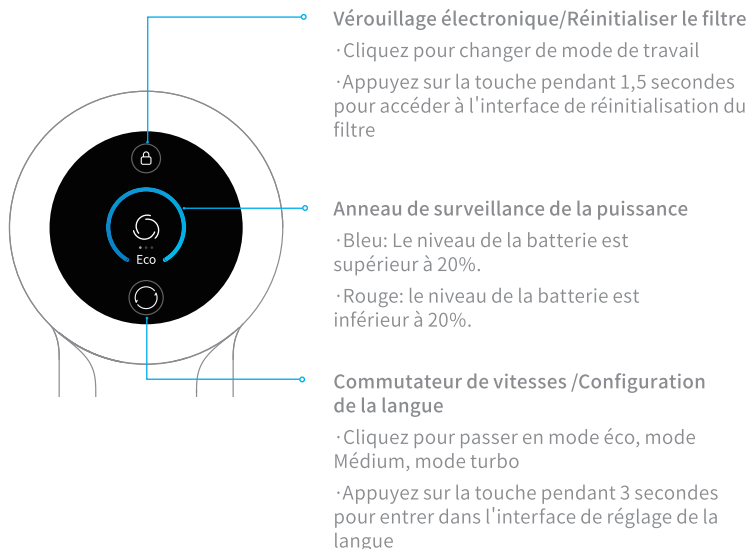 Vérouillage électronique/Réinitialiser le filtre
·Cliquez pour changer de mode de travail
·Appuyez sur la touche pendant 1,5 secondes
pour accéder à l'interface de réinitialisation du
filtre
Anneau de surveillance de la puissance
·Bleu: Le niveau de la batterie est
supérieur à 20%.
·Rouge: le niveau de la batterie est
inférieur à 20%.
Eco
Commutateur de vitesses /Configuration
de la langue
·Cliquez pour passer en mode éco, mode
Médium, mode turbo
·Appuyez sur la touche pendant 3 secondes
pour entrer dans l'interface de réglage de la
langue